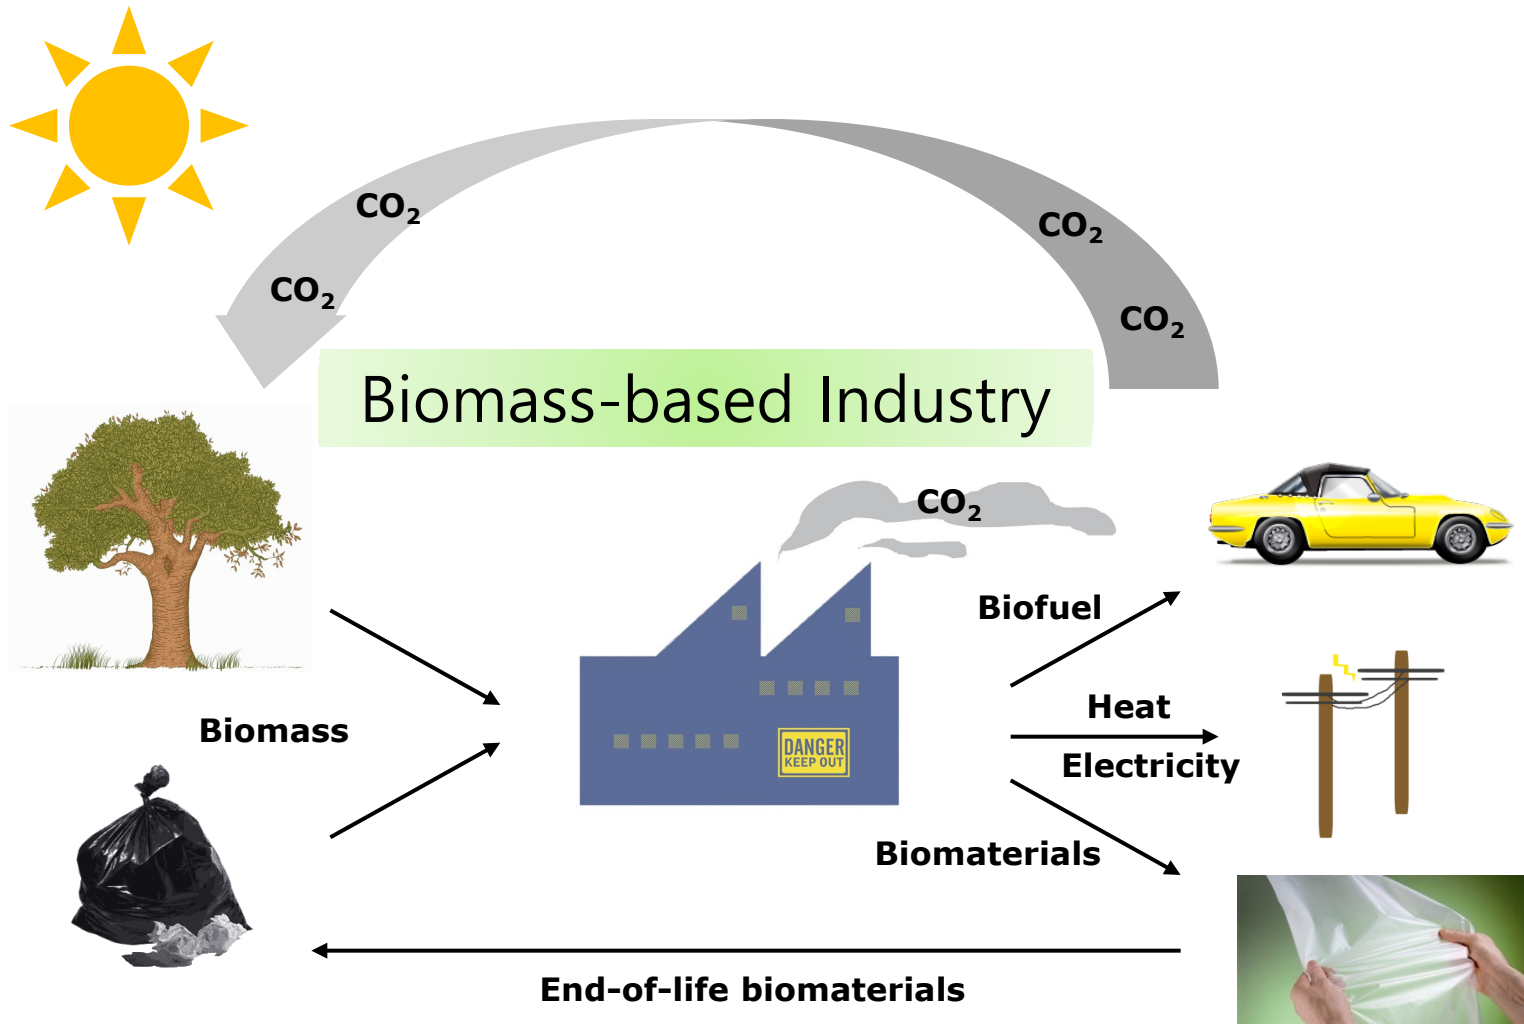 CO₂
CO₂
CO₂
CO₂
Biomass-based Industry
CO₂
Biofuel
Heat
Electricity
Biomass
DANGER
KEEP OUT
Biomaterials
End-of-life biomaterials